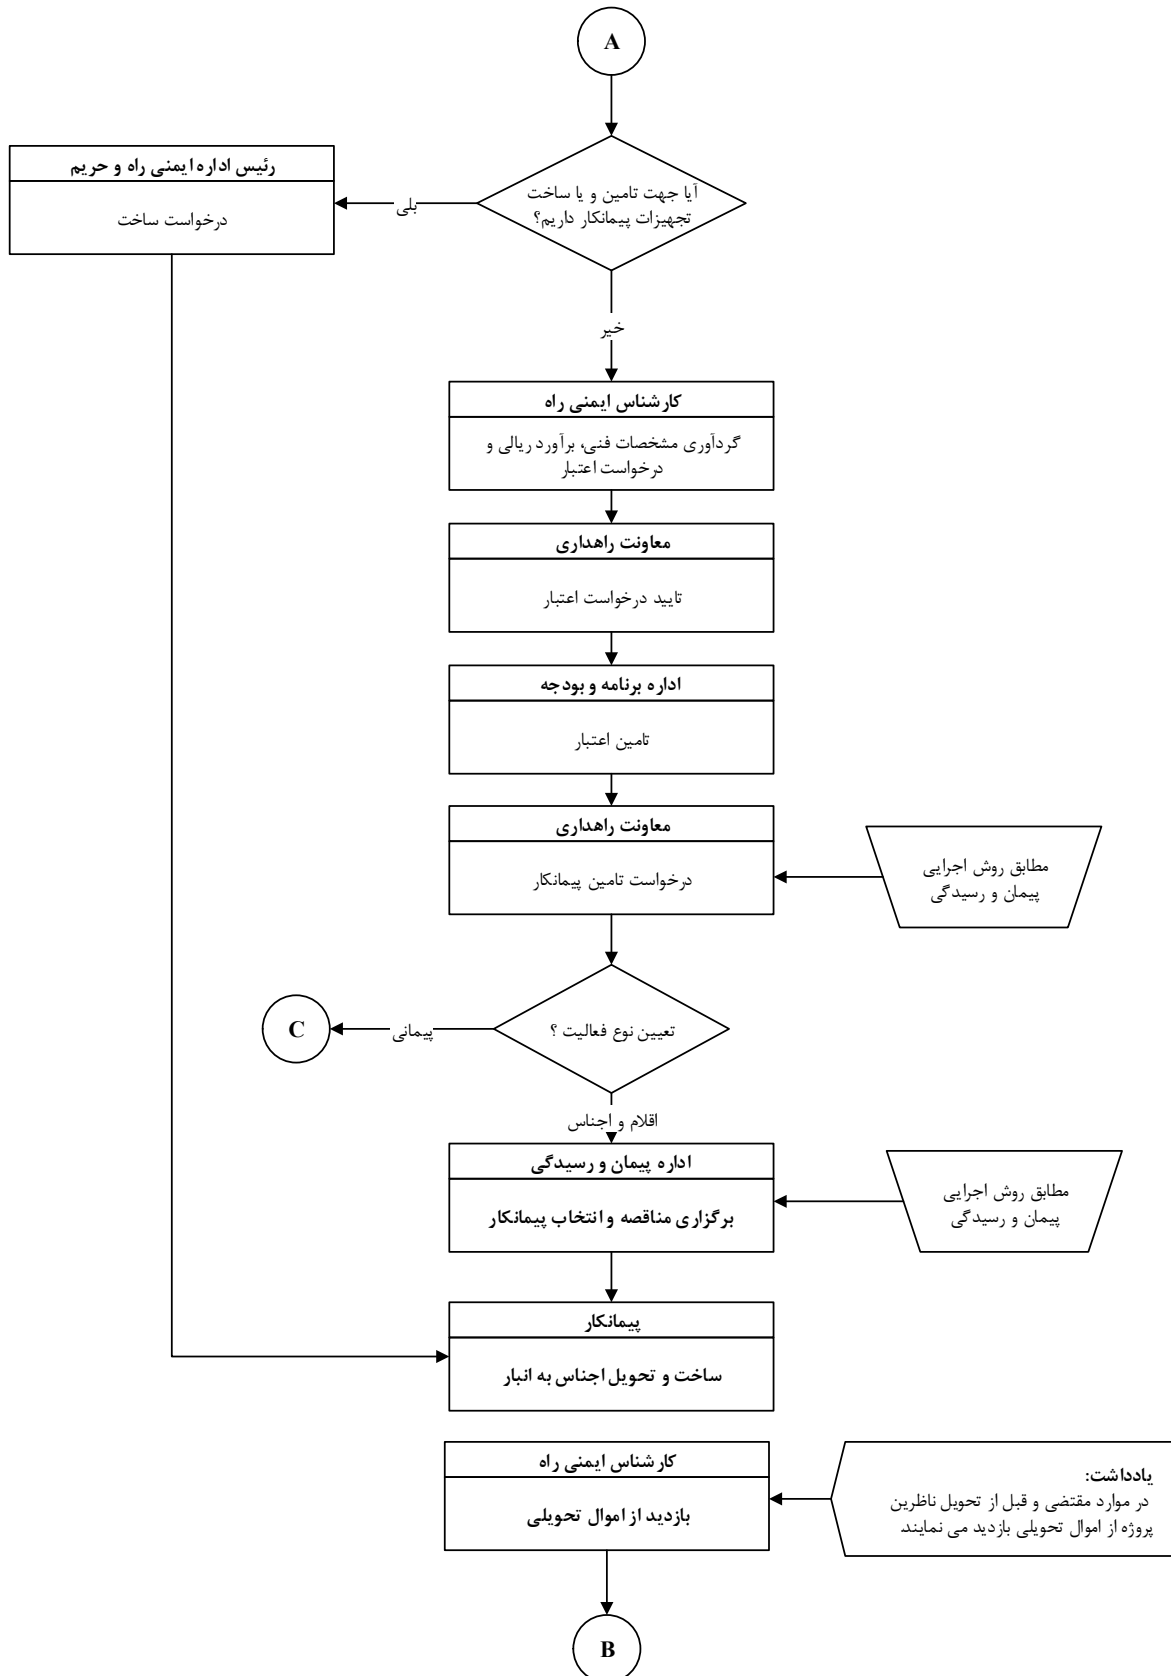 A
آیا جهت تامین و یا ساخت
تجهیزات پیمانکار داریم؟
بلی
رئیس اداره ایمنی راه و حریم
درخواست ساخت
خیر
کارشناس ایمنی راه
گردآوری مشخصات فنی، برآورد ریالی و
درخواست اعتبار
معاونت راهداری
تایید درخواست اعتبار
اداره برنامه و بودجه
تامین اعتبار
معاونت راهداری
درخواست تامین پیمانکار
مطابق روش اجرایی
پیمان و رسیدگی
تعیین نوع فعالیت ؟
پیمانی
C
اقلام و اجناس
اداره پیمان و رسیدگی
برگزاری مناقصه و انتخاب پیمانکار
مطابق روش اجرایی
پیمان و رسیدگی
پیمانکار
ساخت و تحویل اجناس به انبار
کارشناس ایمنی راه
بازدید از اموال تحویلی
یادداشت:
در موارد مقتضی و قبل از تحویل ناظرین
پروژه از اموال تحویلی بازدید می نمایند.
B